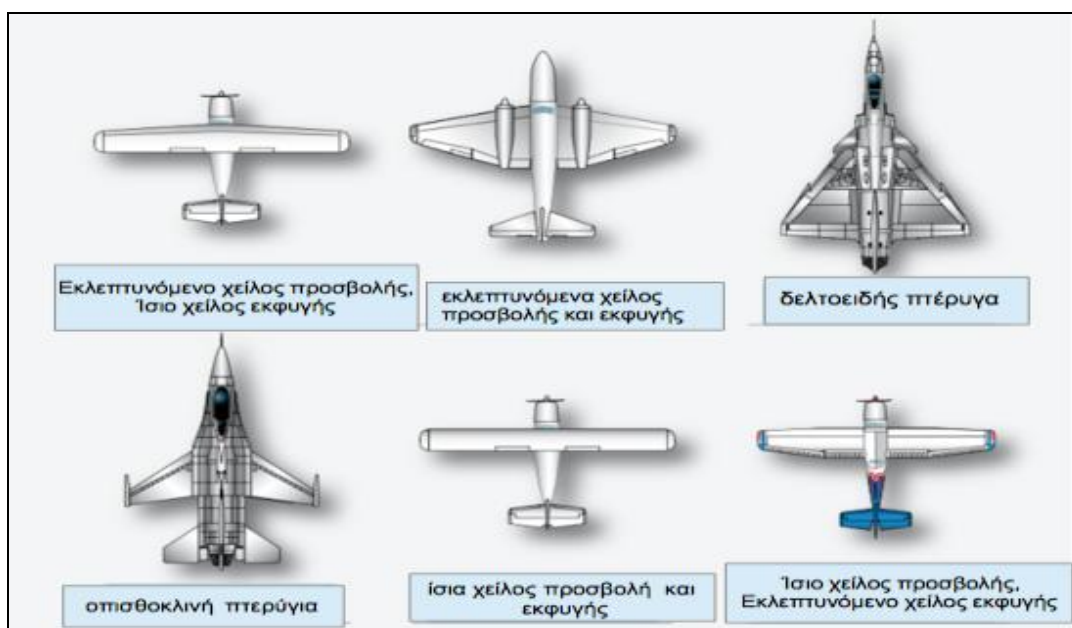 Εκλεπτυνόμενο χείλος προσβολής,
Ίσιο χείλος εκφυγής
εκλεπτυνόμενα χείλος
προσβολής και εκφυγής
δελτοειδής πτέρυγα
οπισθοκλινή πτερύγια
ίσια χείλος προσβολή και
εκφυγής
Ίσιο χείλος προσβολής,
Εκλεπτυνόμενο χείλος εκφυγής